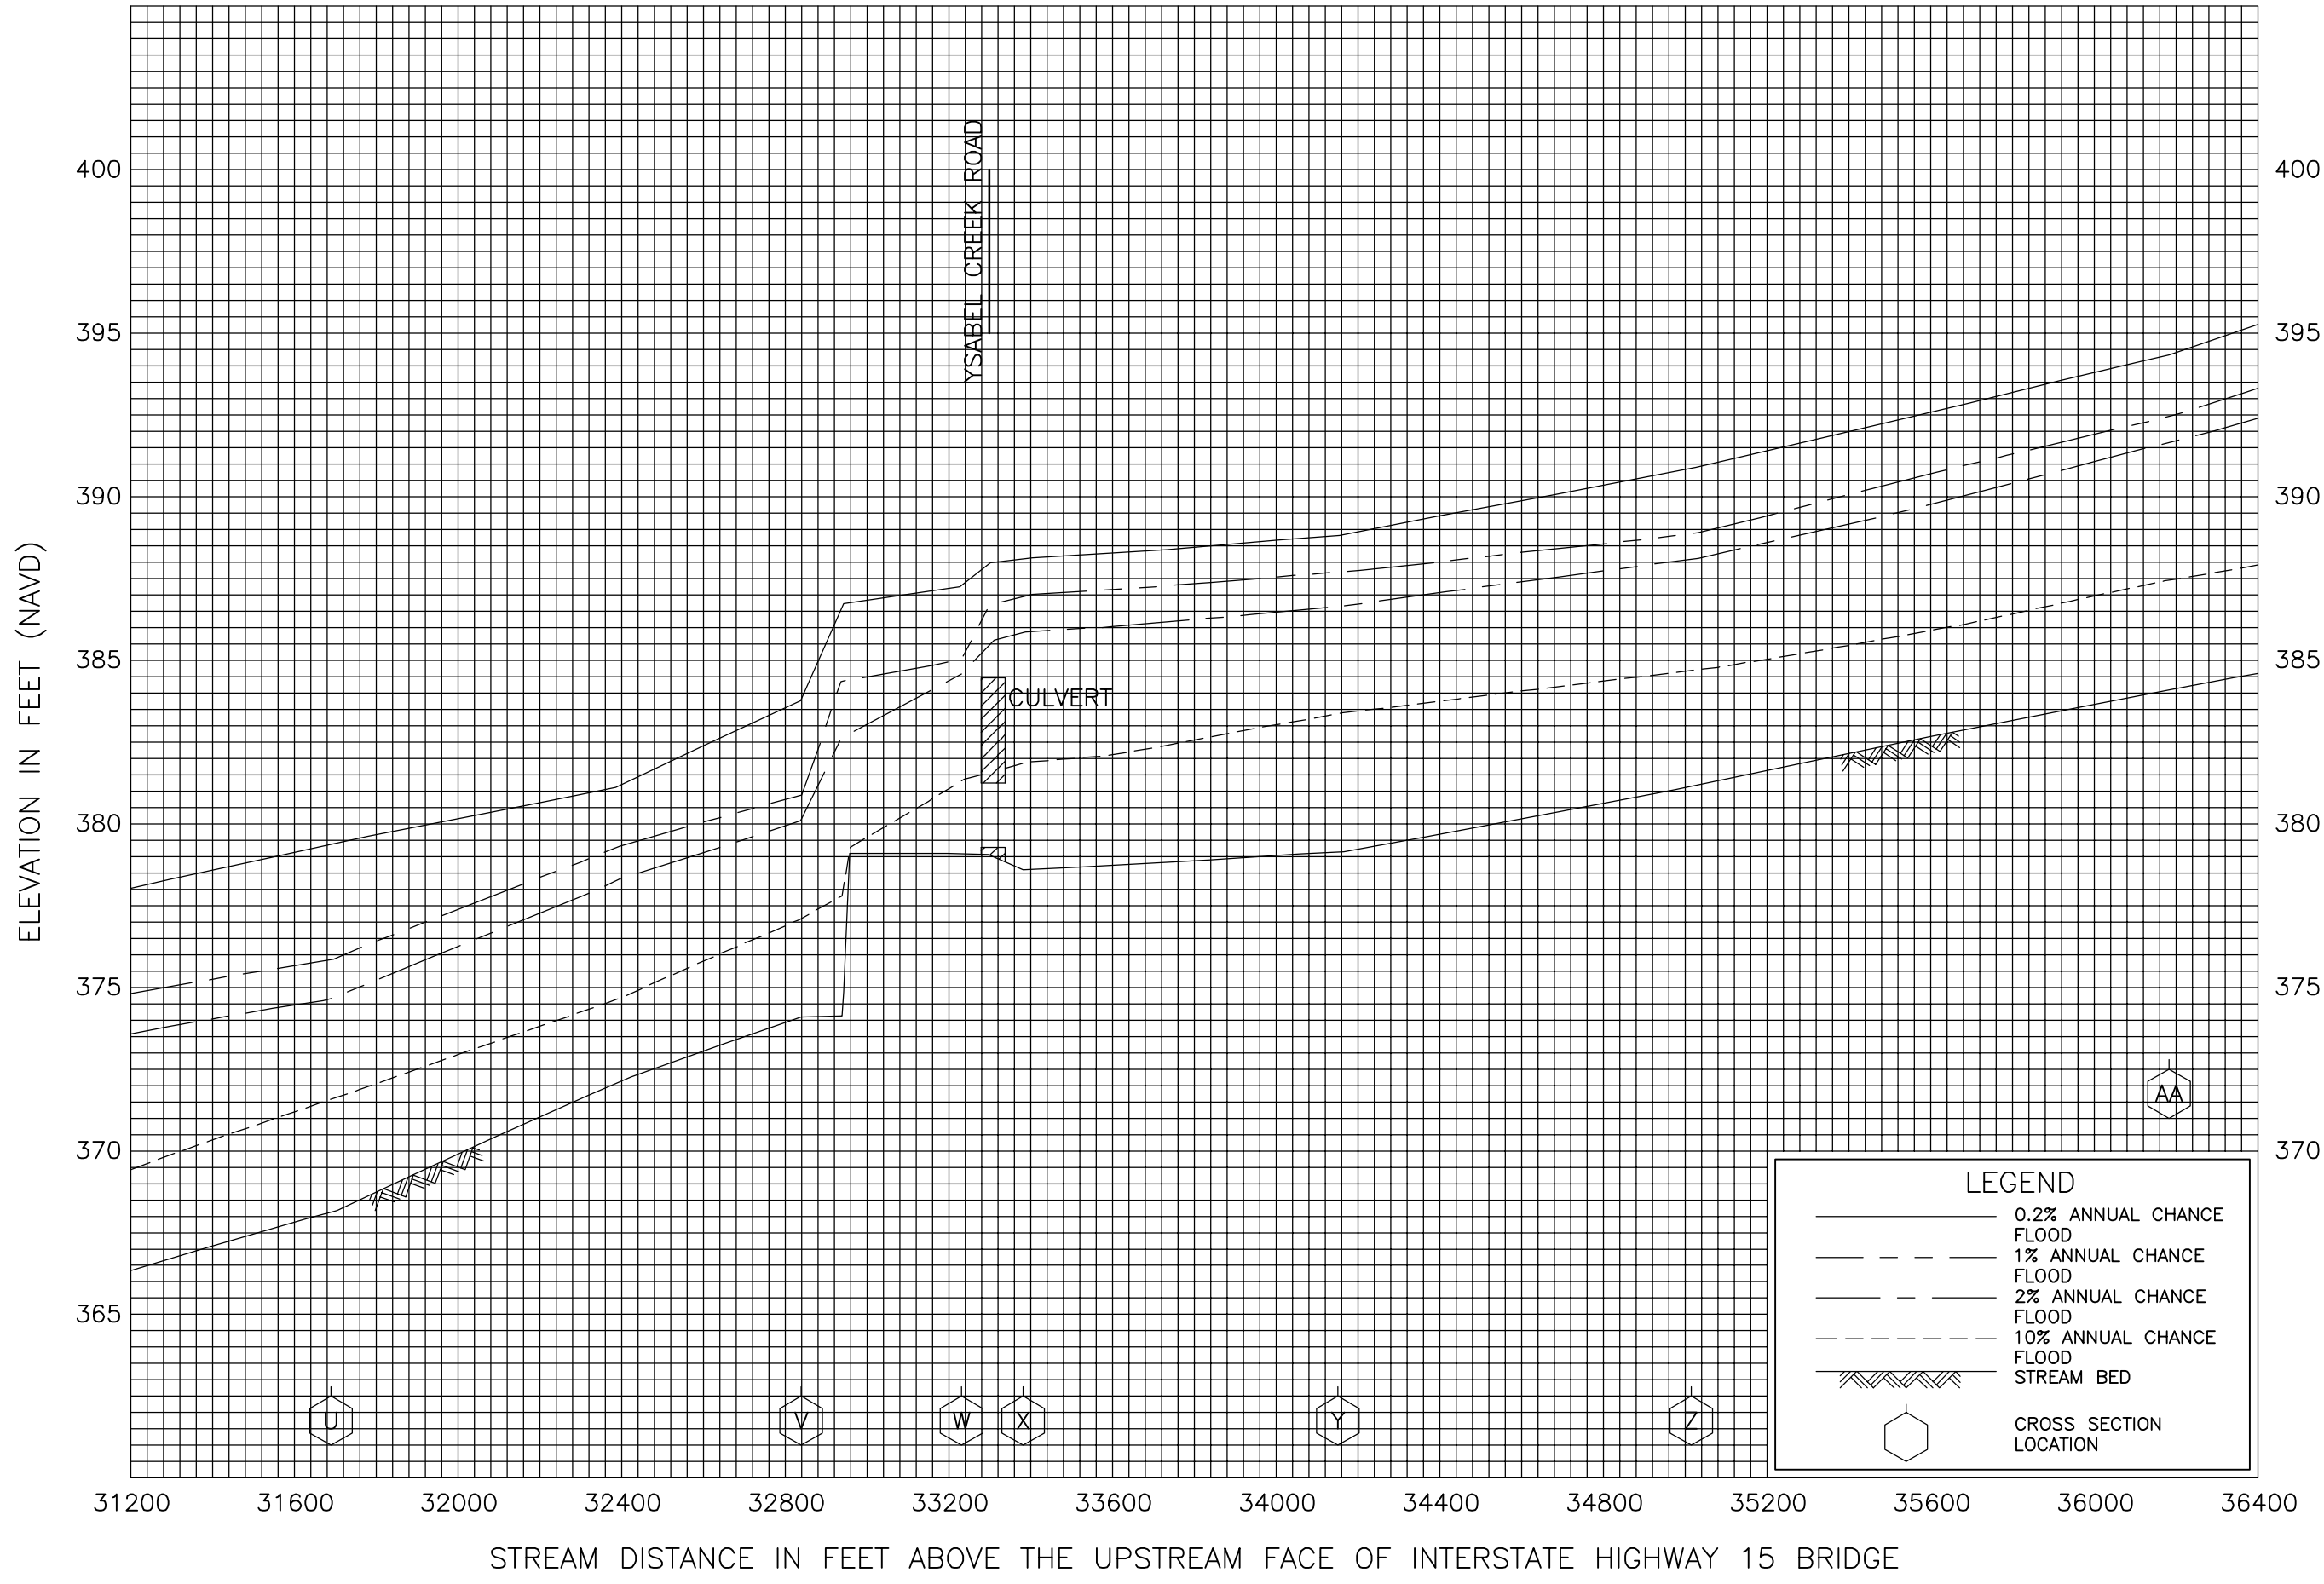 YSABEL CREEK ROAD
400
400
395
395
390
390
ELEVATION IN FEET (NAVD)
385
385
CULVERT
380
380
375
375
370
370
365
AA
U
V
W
X
Y
Z
LEGEND
0.2% ANNUAL CHANCE
FLOOD
1% ANNUAL CHANCE
FLOOD
2% ANNUAL CHANCE
FLOOD
10% ANNUAL CHANCE
FLOOD
STREAM BED
CROSS SECTION
LOCATION
31200 31600 32000 32400 32800 33200 33600 34000 34400 34800 35200 35600 36000 36400
STREAM DISTANCE IN FEET ABOVE THE UPSTREAM FACE OF INTERSTATE HIGHWAY 15 BRIDGE